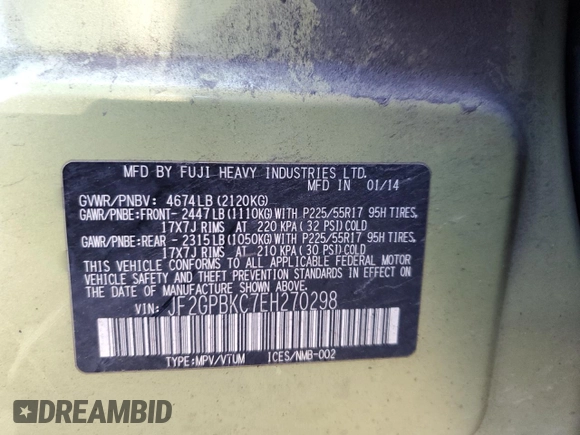 MFD BY FUJI HEAVY INDUSTRIES LTD.
MFD IN 01/14
GVWR/PNBV: 4674LB(2120KG)
GAWR/PNBE:FRONT- 2447LB(1110KG)WITH P225/55R17 95H TIRES,
17X7J RIMS AT 220 KPA(32 PSI)COLD
GAWR/PNBE:REAR - 2315LB(1050KG)WITH P225/55R17 95H TIRES,
17X7J RIMS AT 210 KPA(30 PSI)COLD
THIS VEHICLE CONFORMS TO ALL APPLICABLE FEDERAL MOTOR
VEHICLE SAFETY AND THEFT PREVENTION STANDARDS IN
EFFECT ON THE DATE OF MANUFACTURE SHOWN ABOVE.
VIN: JF2GPBKC7EH270298
TYPE:MPV/VTUM ICES/NMB-002
DREAMBID